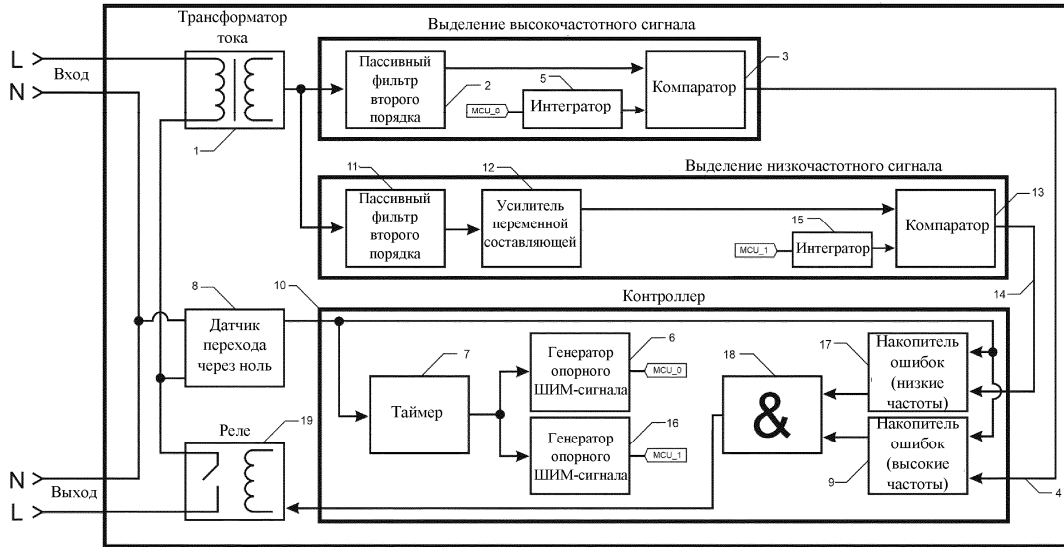 Трансформатор
тока
L
Вход
N
1
Выделение высокочастотного сигнала
Пассивный
фильтр
второго
порядка
2
MCU_0
5
Интегратор
Компаратор
3
Выделение низкочастотного сигнала
11
Пассивный
фильтр
второго
порядка
12
Усилитель
переменной
составляющей
MCU_1
15
Интегратор
Компаратор
13
14
8
Датчик
перехода
через ноль
10
Контроллер
7
Таймер
Генератор
опорного
ШИМ-сигнала
6
MCU_0
Генератор
опорного
ШИМ-сигнала
16
MCU_1
18
&
17
Накопитель
ошибок
(низкие
частоты)
Накопитель
ошибок
(высокие
частоты)
9
4
Реле
19
N
Выход
L